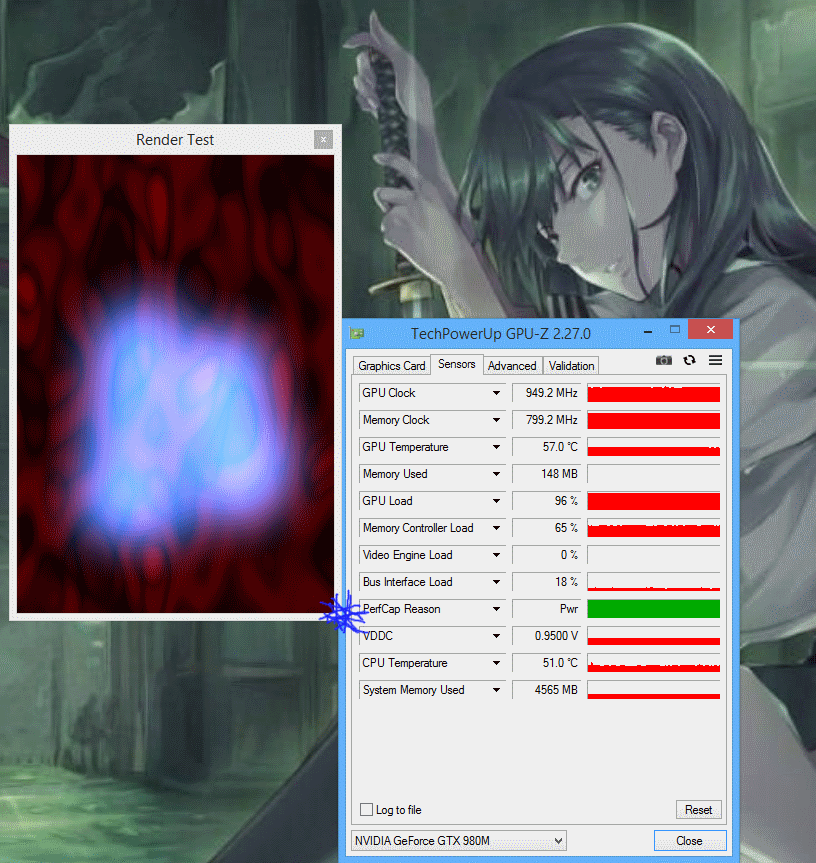 Render Test
TechPowerUp GPU-Z 2.27.0
Graphics Card Sensors Advanced Validation
GPU Clock 949.2 MHz
Memory Clock 799.2 MHz
GPU Temperature 57.0 °C
Memory Used 148 MB
GPU Load 96 %
Memory Controller Load 65 %
Video Engine Load 0 %
Bus Interface Load 18 %
PerfCap Reason Pwr
VDDC 0.9500 V
CPU Temperature 51.0 °C
System Memory Used 4565 MB
Log to file Reset
NVIDIA GeForce GTX 980M Close